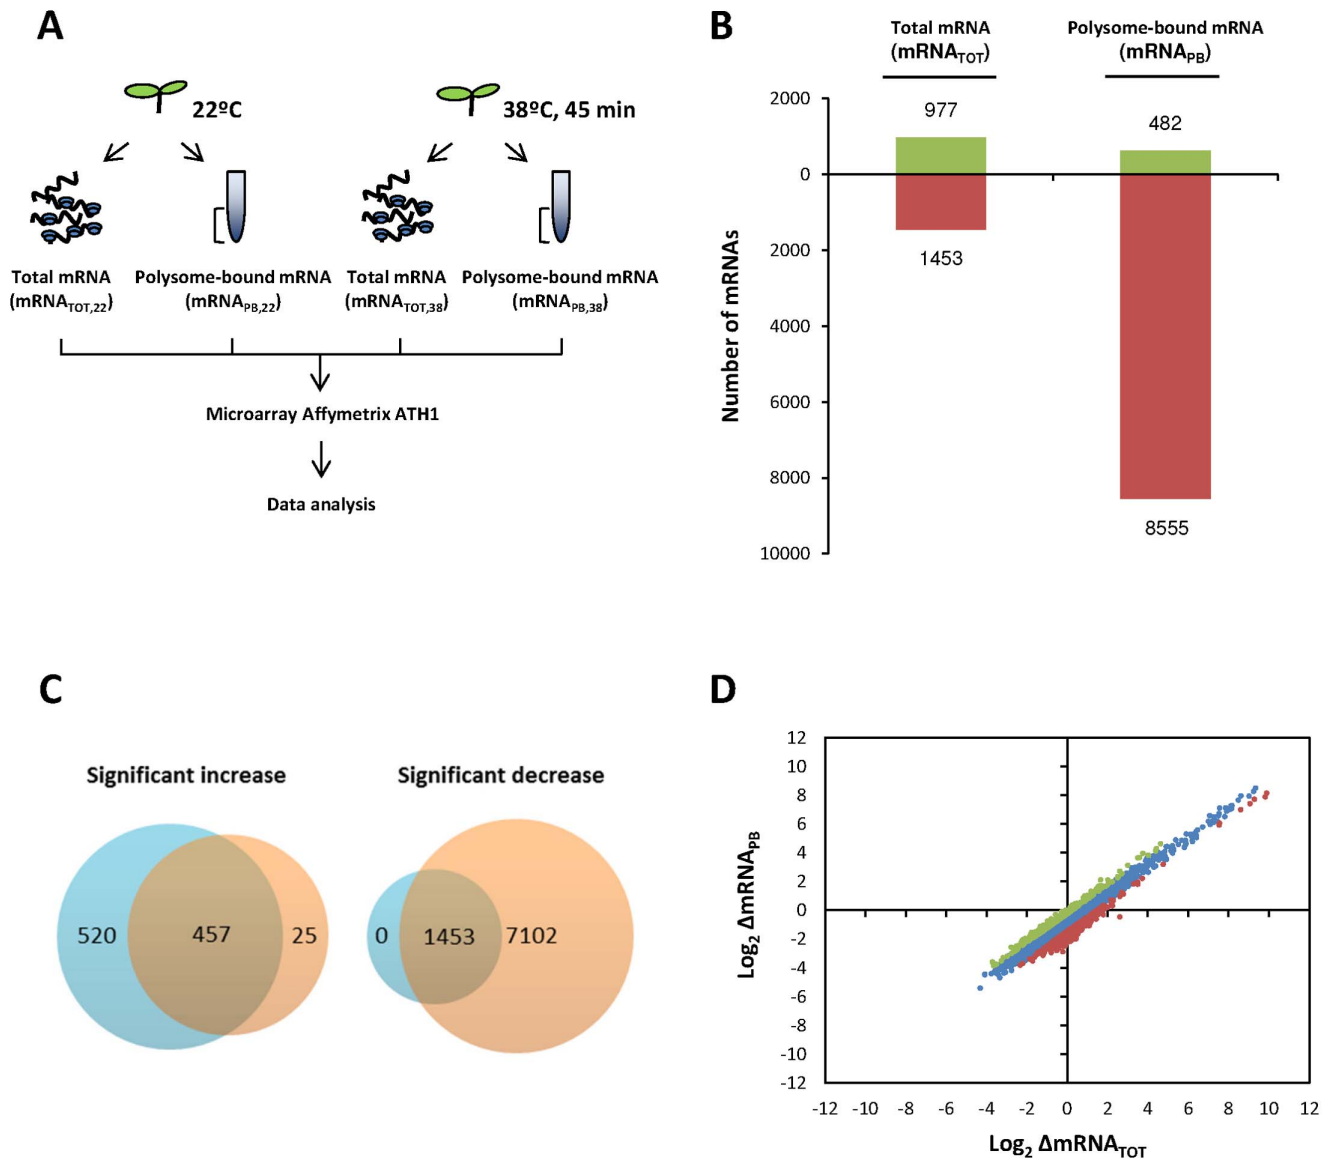 A
22ºC
38ºC, 45 min
Total mRNA
(mRNATOT,22)
Polysome-bound mRNA
(mRNAPB,22)
Total mRNA
(mRNATOT,38)
Polysome-bound mRNA
(mRNAPB,38)
Microarray Affymetrix ATH1
Data analysis
B
Total mRNA
(mRNATOT)
Polysome-bound mRNA
(mRNAPB)
Number of mRNAs
2000
0
2000
4000
6000
8000
10000
977
1453
482
8555
C
Significant increase
520
457
25
Significant decrease
0
1453
7102
D
Log2 ΔmRNAPB
12
10
8
6
4
2
0
-2
-4
-6
-8
-10
-12
-12 -10 -8 -6 -4 -2 0 2 4 6 8 10 12
Log2 ΔmRNATOT